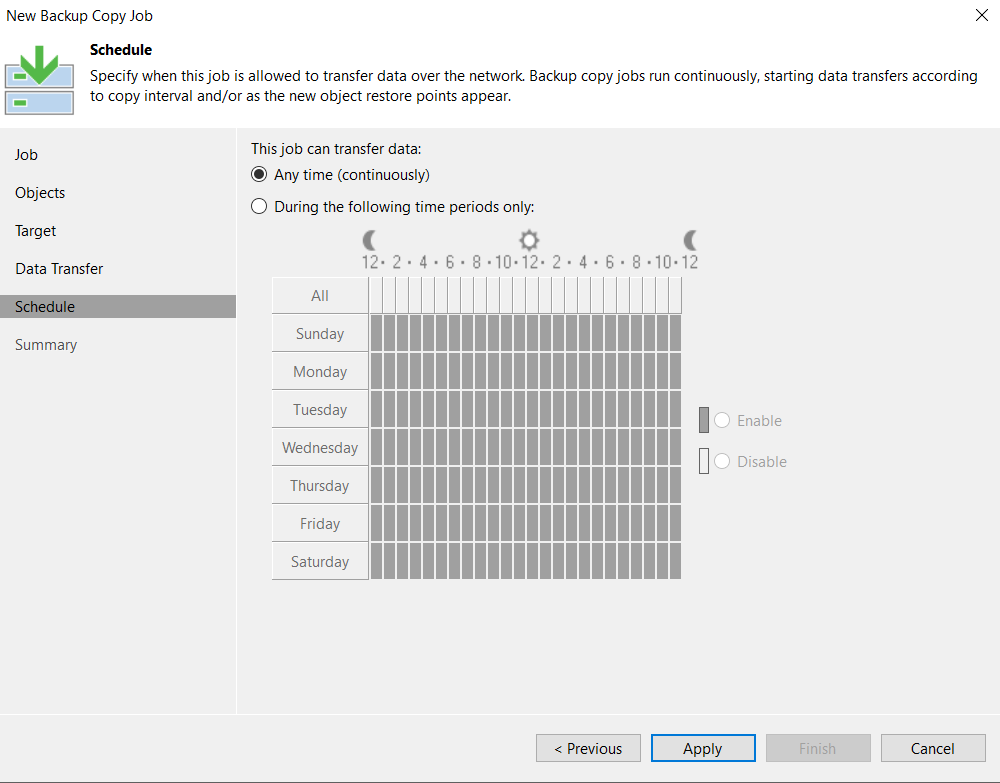 New Backup Copy Job
Schedule
Specify when this job is allowed to transfer data over the network. Backup copy jobs run continuously, starting data transfers according
to copy interval and/or as the new object restore points appear.
Job
Objects
Target
Data Transfer
Schedule
Summary
This job can transfer data:
Any time (continuously)
During the following time periods only:
12 · 2 · 4 · 6 · 8 · 10 · 12 · 2 · 4 · 6 · 8 · 10 · 12
All
Sunday
Monday
Tuesday
Wednesday
Thursday
Friday
Saturday
Enable
Disable
< Previous
Apply
Finish
Cancel